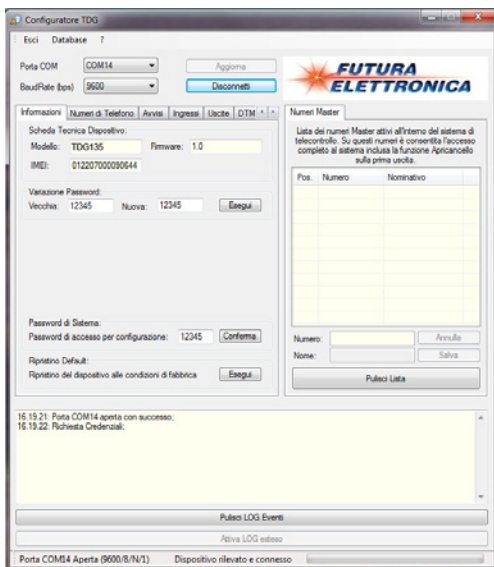 Configuratore TDG
Esci Database ?
Porta COM COM14 Aggiorna
BaudRate (bps) 9600 Disconnetti
FUTURA
ELETTRONICA
Informazioni Numeri di Telefono Avvisi Ingressi Uscite DTM
Scheda Tecnica Dispositivo:
Modello: TDG135 Firmware: 1.0
IMEI: 012207000090644
Variazione Password:
Vecchia: 12345 Nuova: 12345 Esegui
Password di Sistema:
Password di accesso per configurazione: 12345 Conferma
Ripristino Default:
Ripristino del dispositivo alle condizioni di fabbrica Esegui
Numeri Master
Lista dei numeri Master attivi all'interno del sistema di
telecontrollo. Su questi numeri è consentita l'accesso
completo al sistema inclusa la funzione Apricancello
sulla prima uscita.
Pos. Numero Nominativo
Numero: Annulla
Nome: Salva
Pulisci Lista
16.19.21: Porta COM14 aperta con successo;
16.19.22: Richiesta Credenziali;
Pulisci LOG Eventi
Attiva LOG esteso
Porta COM14 Aperta (9600/8/N/1) Dispositivo rilevato e connesso